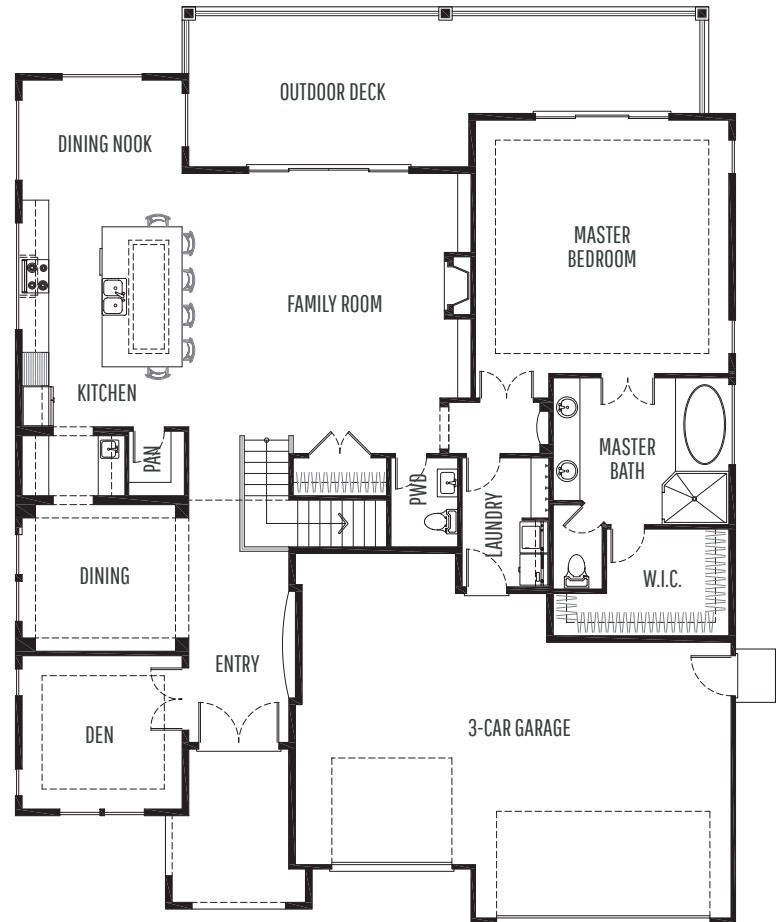 OUTDOOR DECK
DINING NOOK
MASTER
BEDROOM
FAMILY ROOM
KITCHEN
PAN
PWD
LAUNDRY
MASTER
BATH
DINING
W.I.C.
ENTRY
DEN
3-CAR GARAGE